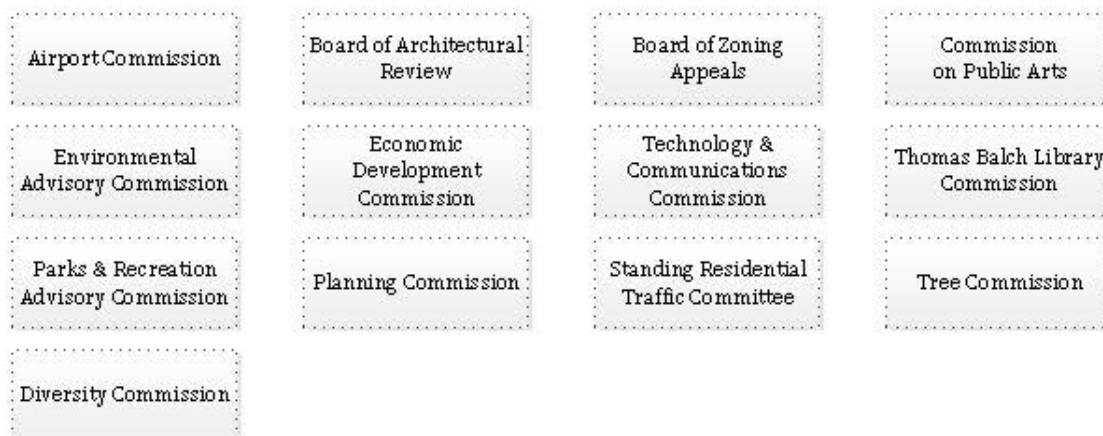 Airport Commission
Board of Architectural
Review
Board of Zoning
Appeals
Commission
on Public Arts
Environmental
Advisory Commission
Economic
Development
Commission
Technology &
Communications
Commission
Thomas Balch Library
Commission
Parks & Recreation
Advisory Commission
Planning Commission
Standing Residential
Traffic Committee
Tree Commission
Diversity Commission